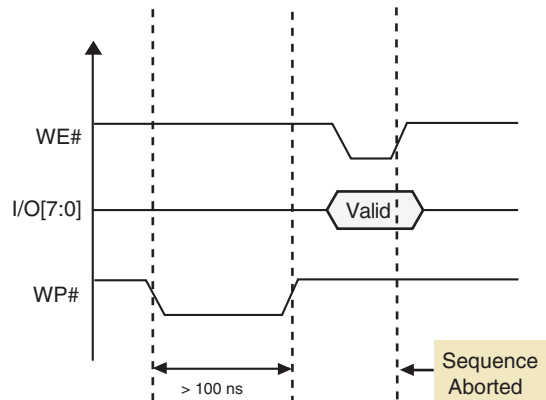 WE#
I/O[7:0]
Valid
WP#
> 100 ns
Sequence
Aborted